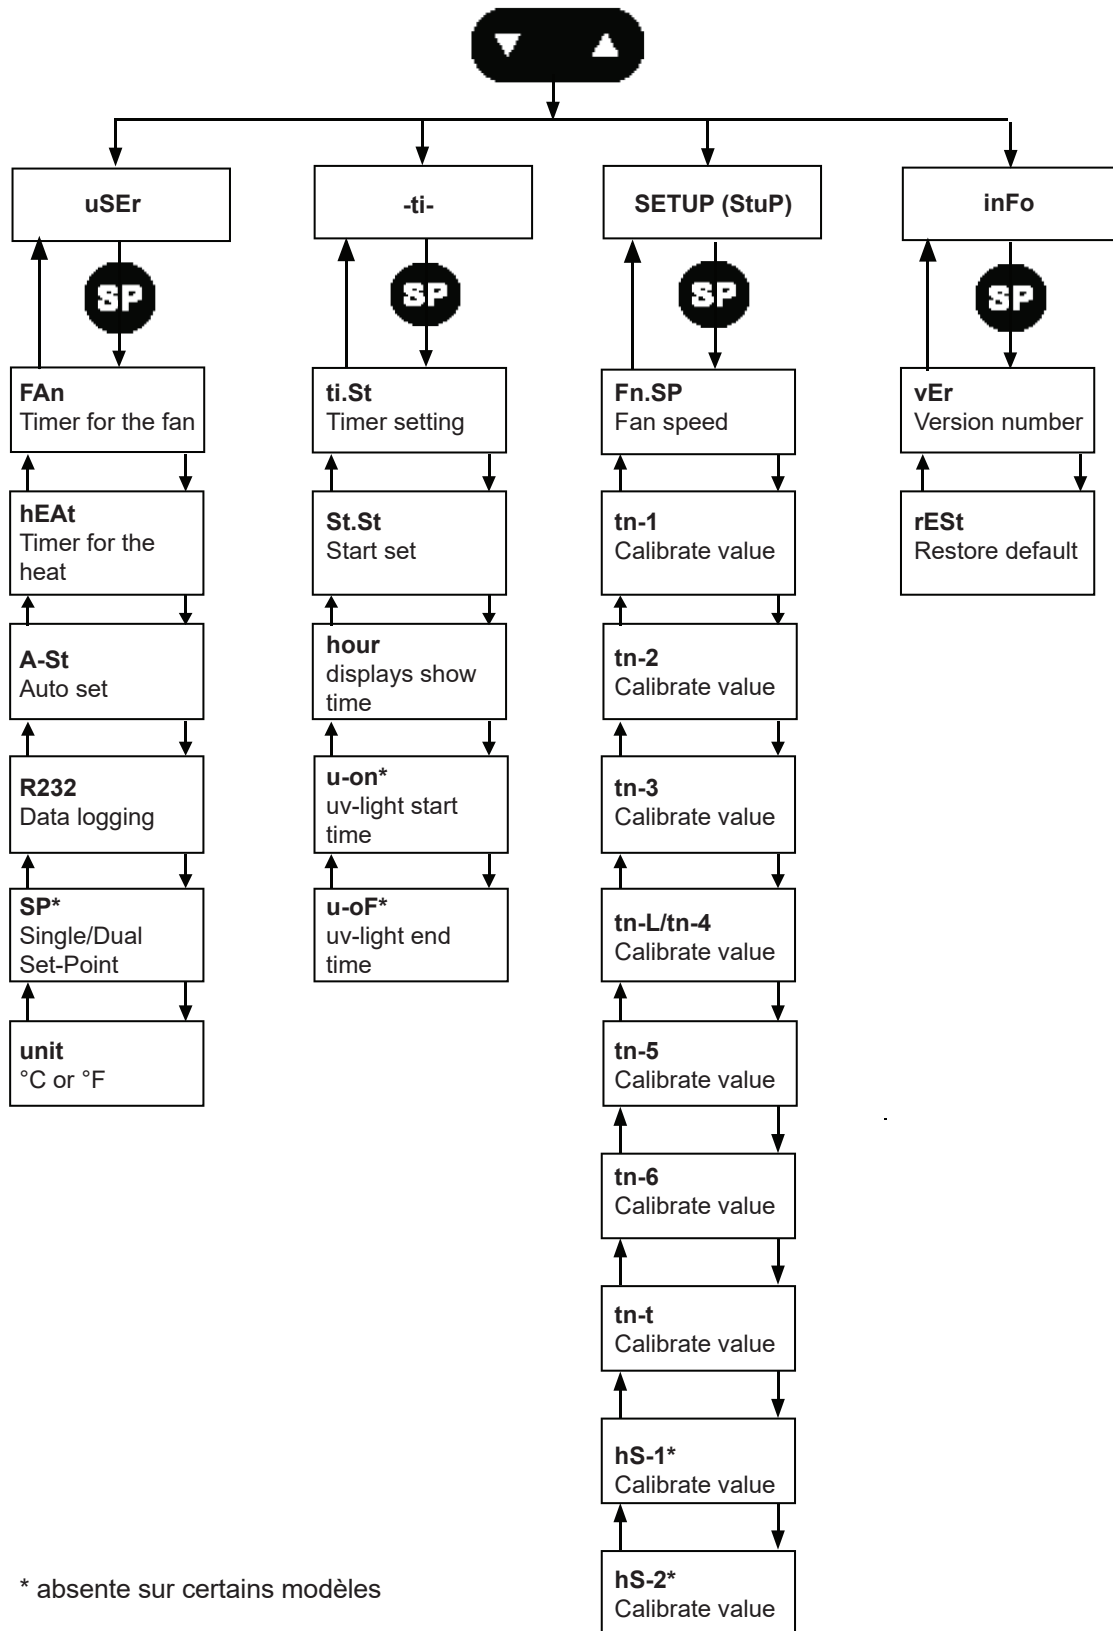 uSEr
SP
FAn
Timer for the fan
hEAt
Timer for the
heat
A-St
Auto set
R232
Data logging
SP*
Single/Dual
Set-Point
unit
°C or °F
-ti-
SP
ti.St
Timer setting
St.St
Start set
hour
displays show
time
u-on*
uv-light start
time
u-oF*
uv-light end
time
SETUP (StuP)
SP
Fn.SP
Fan speed
tn-1
Calibrate value
tn-2
Calibrate value
tn-3
Calibrate value
tn-L/tn-4
Calibrate value
tn-5
Calibrate value
tn-6
Calibrate value
tn-t
Calibrate value
hS-1*
Calibrate value
hS-2*
Calibrate value
inFo
SP
vEr
Version number
rESt
Restore default
* absente sur certains modèles